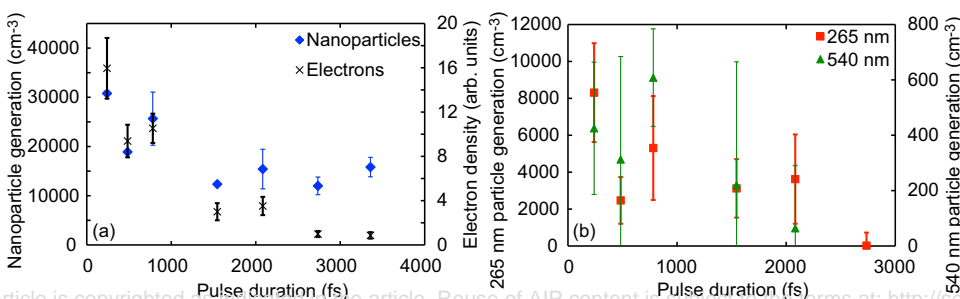 Nanoparticle generation (cm-3)
40000
30000
20000
10000
0
Nanoparticles
Electrons
(a)
20
16
12
8
4
0
Electron density (arb. units)
0 1000 2000 3000 4000
Pulse duration (fs)
265 nm particle generation (cm-3)
12000
10000
8000
6000
4000
2000
0
265 nm
540 nm
(b)
800
600
400
200
0
540 nm particle generation (cm-3)
0 1000 2000 3000
Pulse duration (fs)